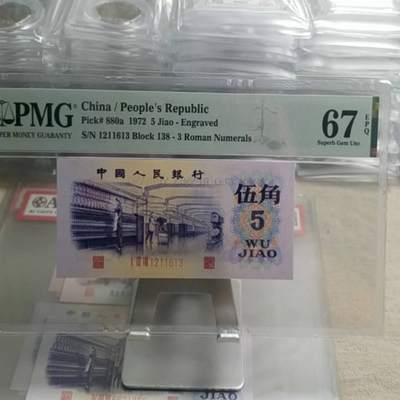 PMG
PAPER MONEY GUARANTY
China / People's Republic
Pick# 880a 1972 5 Jiao - Engraved
S/N 1211613 Block 138 - 3 Roman Numerals
67 EPQ
Superb Gem Unc
中國人民銀行
伍角
5
WU
JIAO
1211613